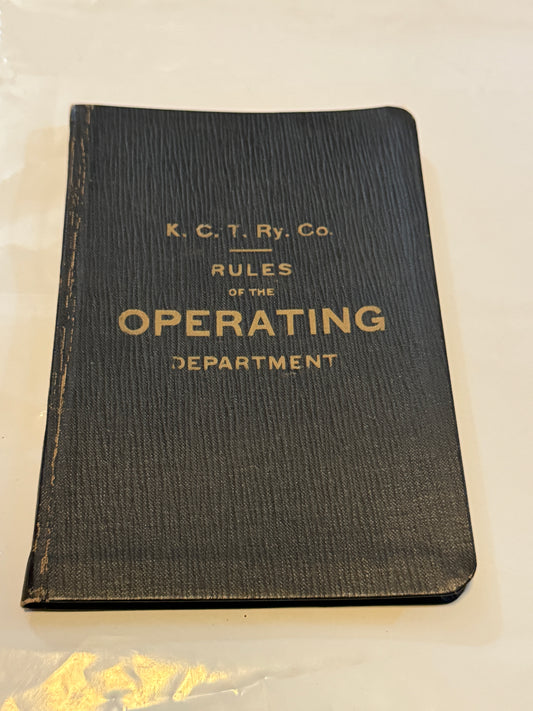 K. C. T. Ry. Co.
RULES
OF THE
OPERATING
DEPARTMENT